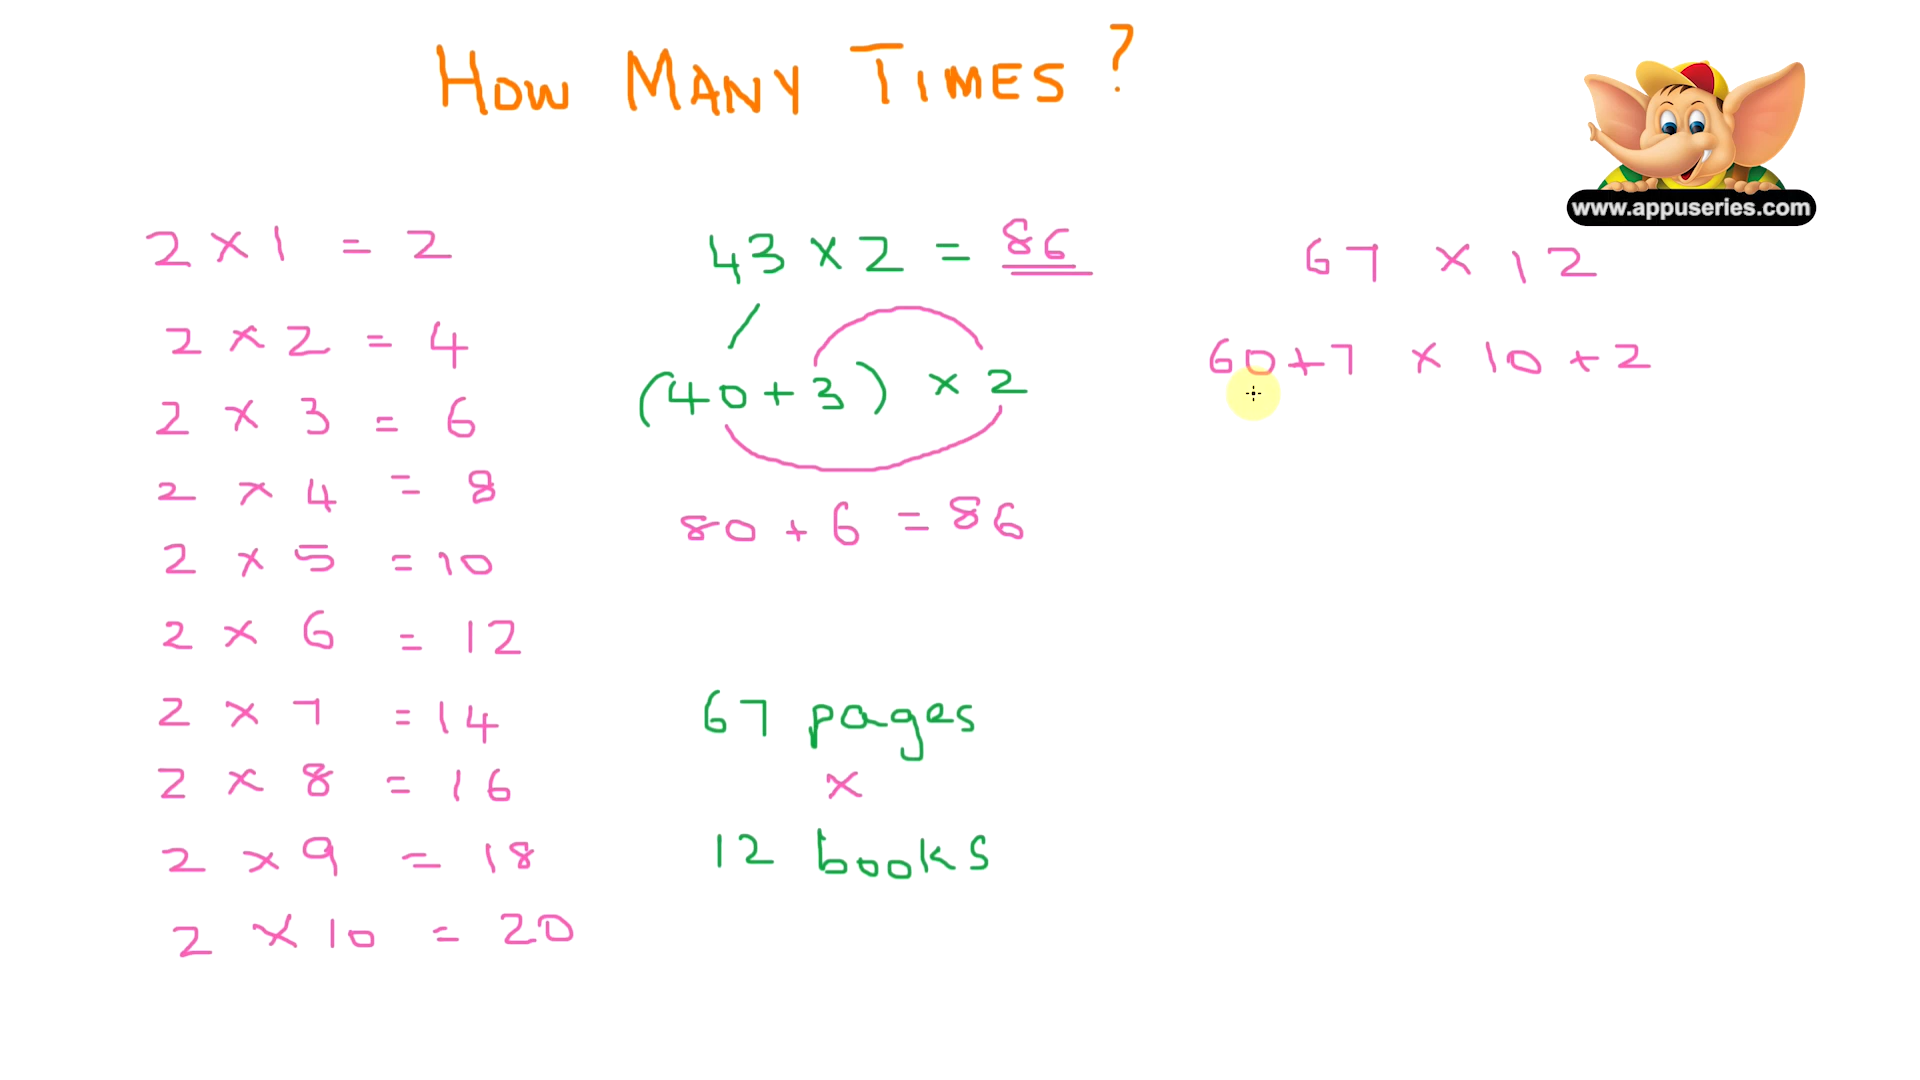 HOW MANY TIMES?
www.appuseries.com
2 × 1 = 2
2 × 2 = 4
2 × 3 = 6
2 × 4 = 8
2 × 5 = 10
2 × 6 = 12
2 × 7 = 14
2 × 8 = 16
2 × 9 = 18
2 × 10 = 20
43 × 2 = 86
(40 + 3) × 2
80 + 6 = 86
67 pages
×
12 books
67 × 12
60 + 7 × 10 + 2